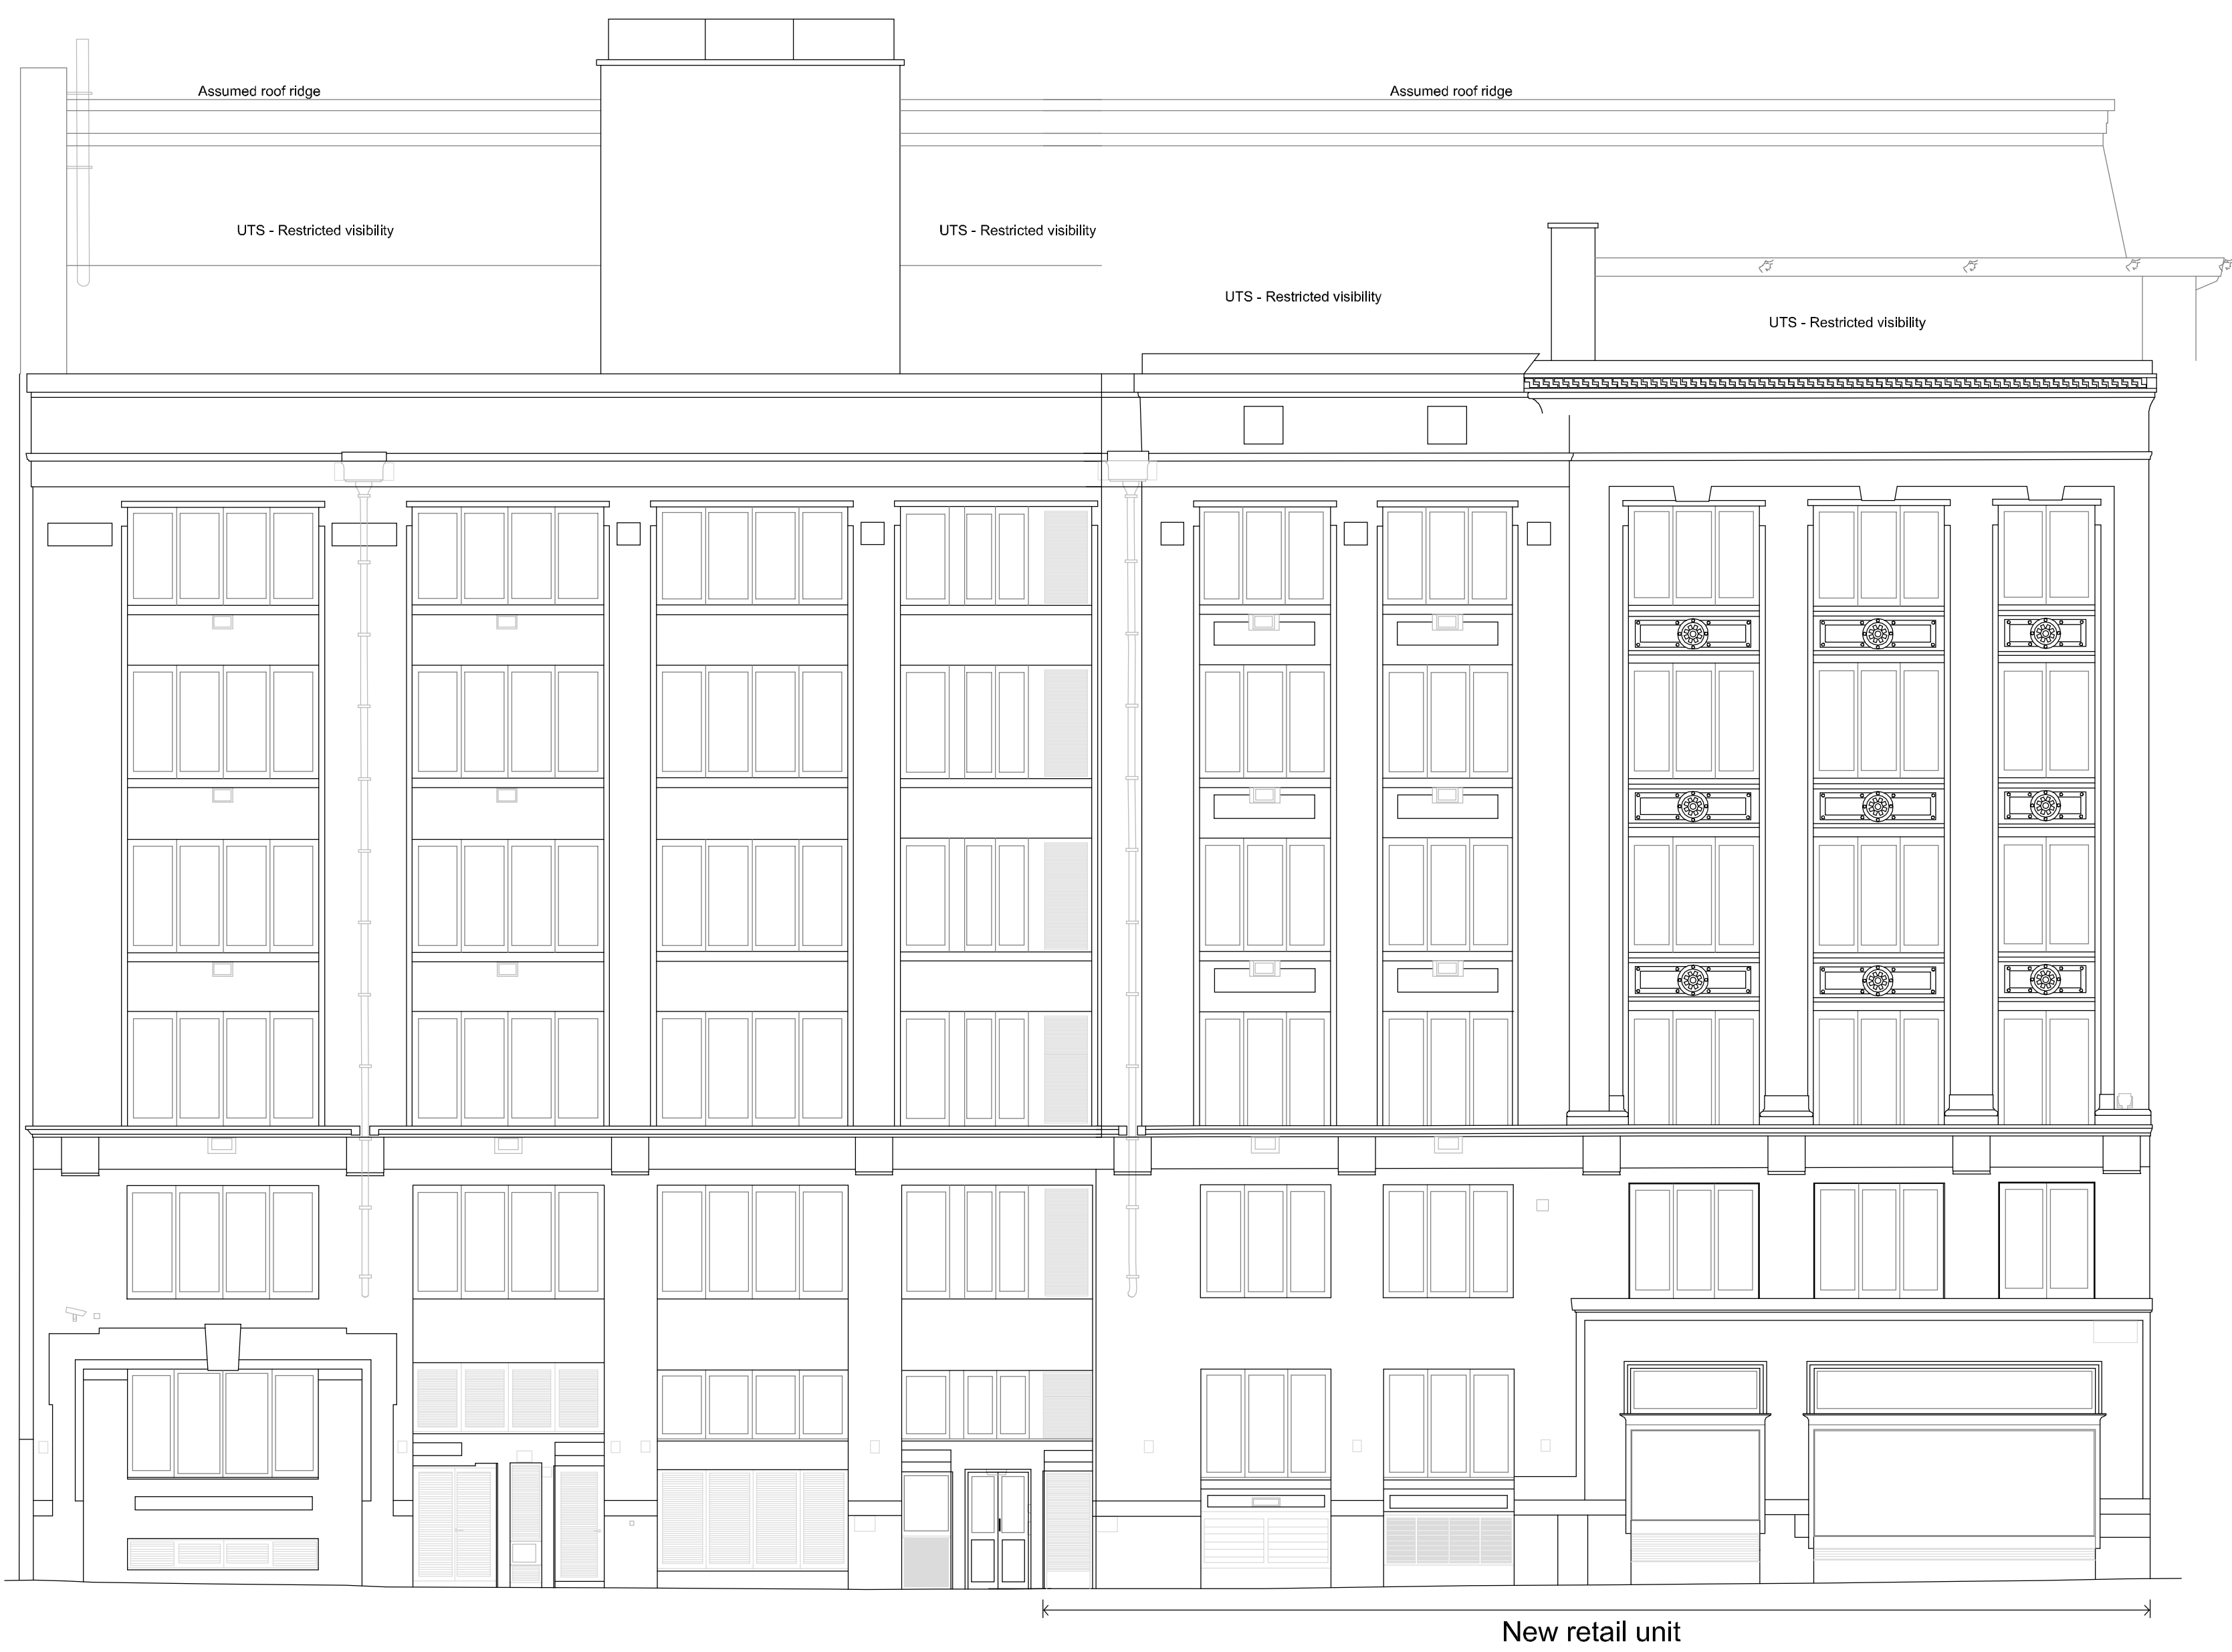 Assumed roof ridge
Assumed roof ridge
UTS - Restricted visibility
UTS - Restricted visibility
UTS - Restricted visibility
UTS - Restricted visibility
New retail unit